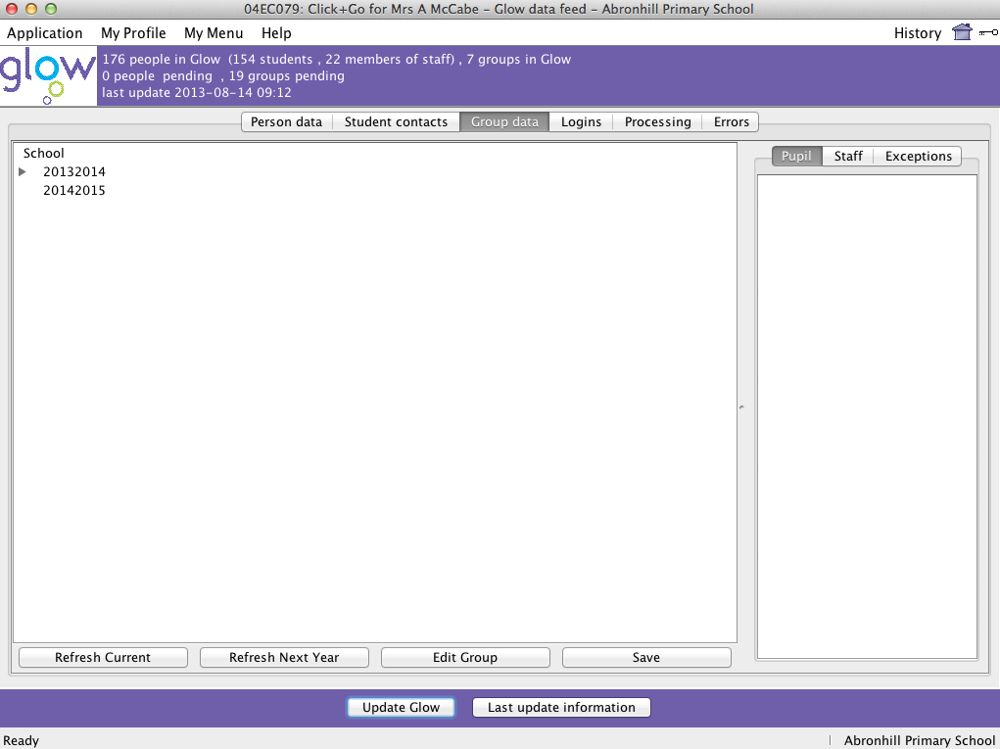 04EC079: Click+Go for Mrs A McCabe - Glow data feed - Abronhill Primary School
Application My Profile My Menu Help History
glow
176 people in Glow (154 students , 22 members of staff) , 7 groups in Glow
0 people pending , 19 groups pending
last update 2013-08-14 09:12
Person data Student contacts Group data Logins Processing Errors
School
20132014
20142015
Pupil Staff Exceptions
Refresh Current Refresh Next Year Edit Group Save
Update Glow Last update information
Ready Abronhill Primary School